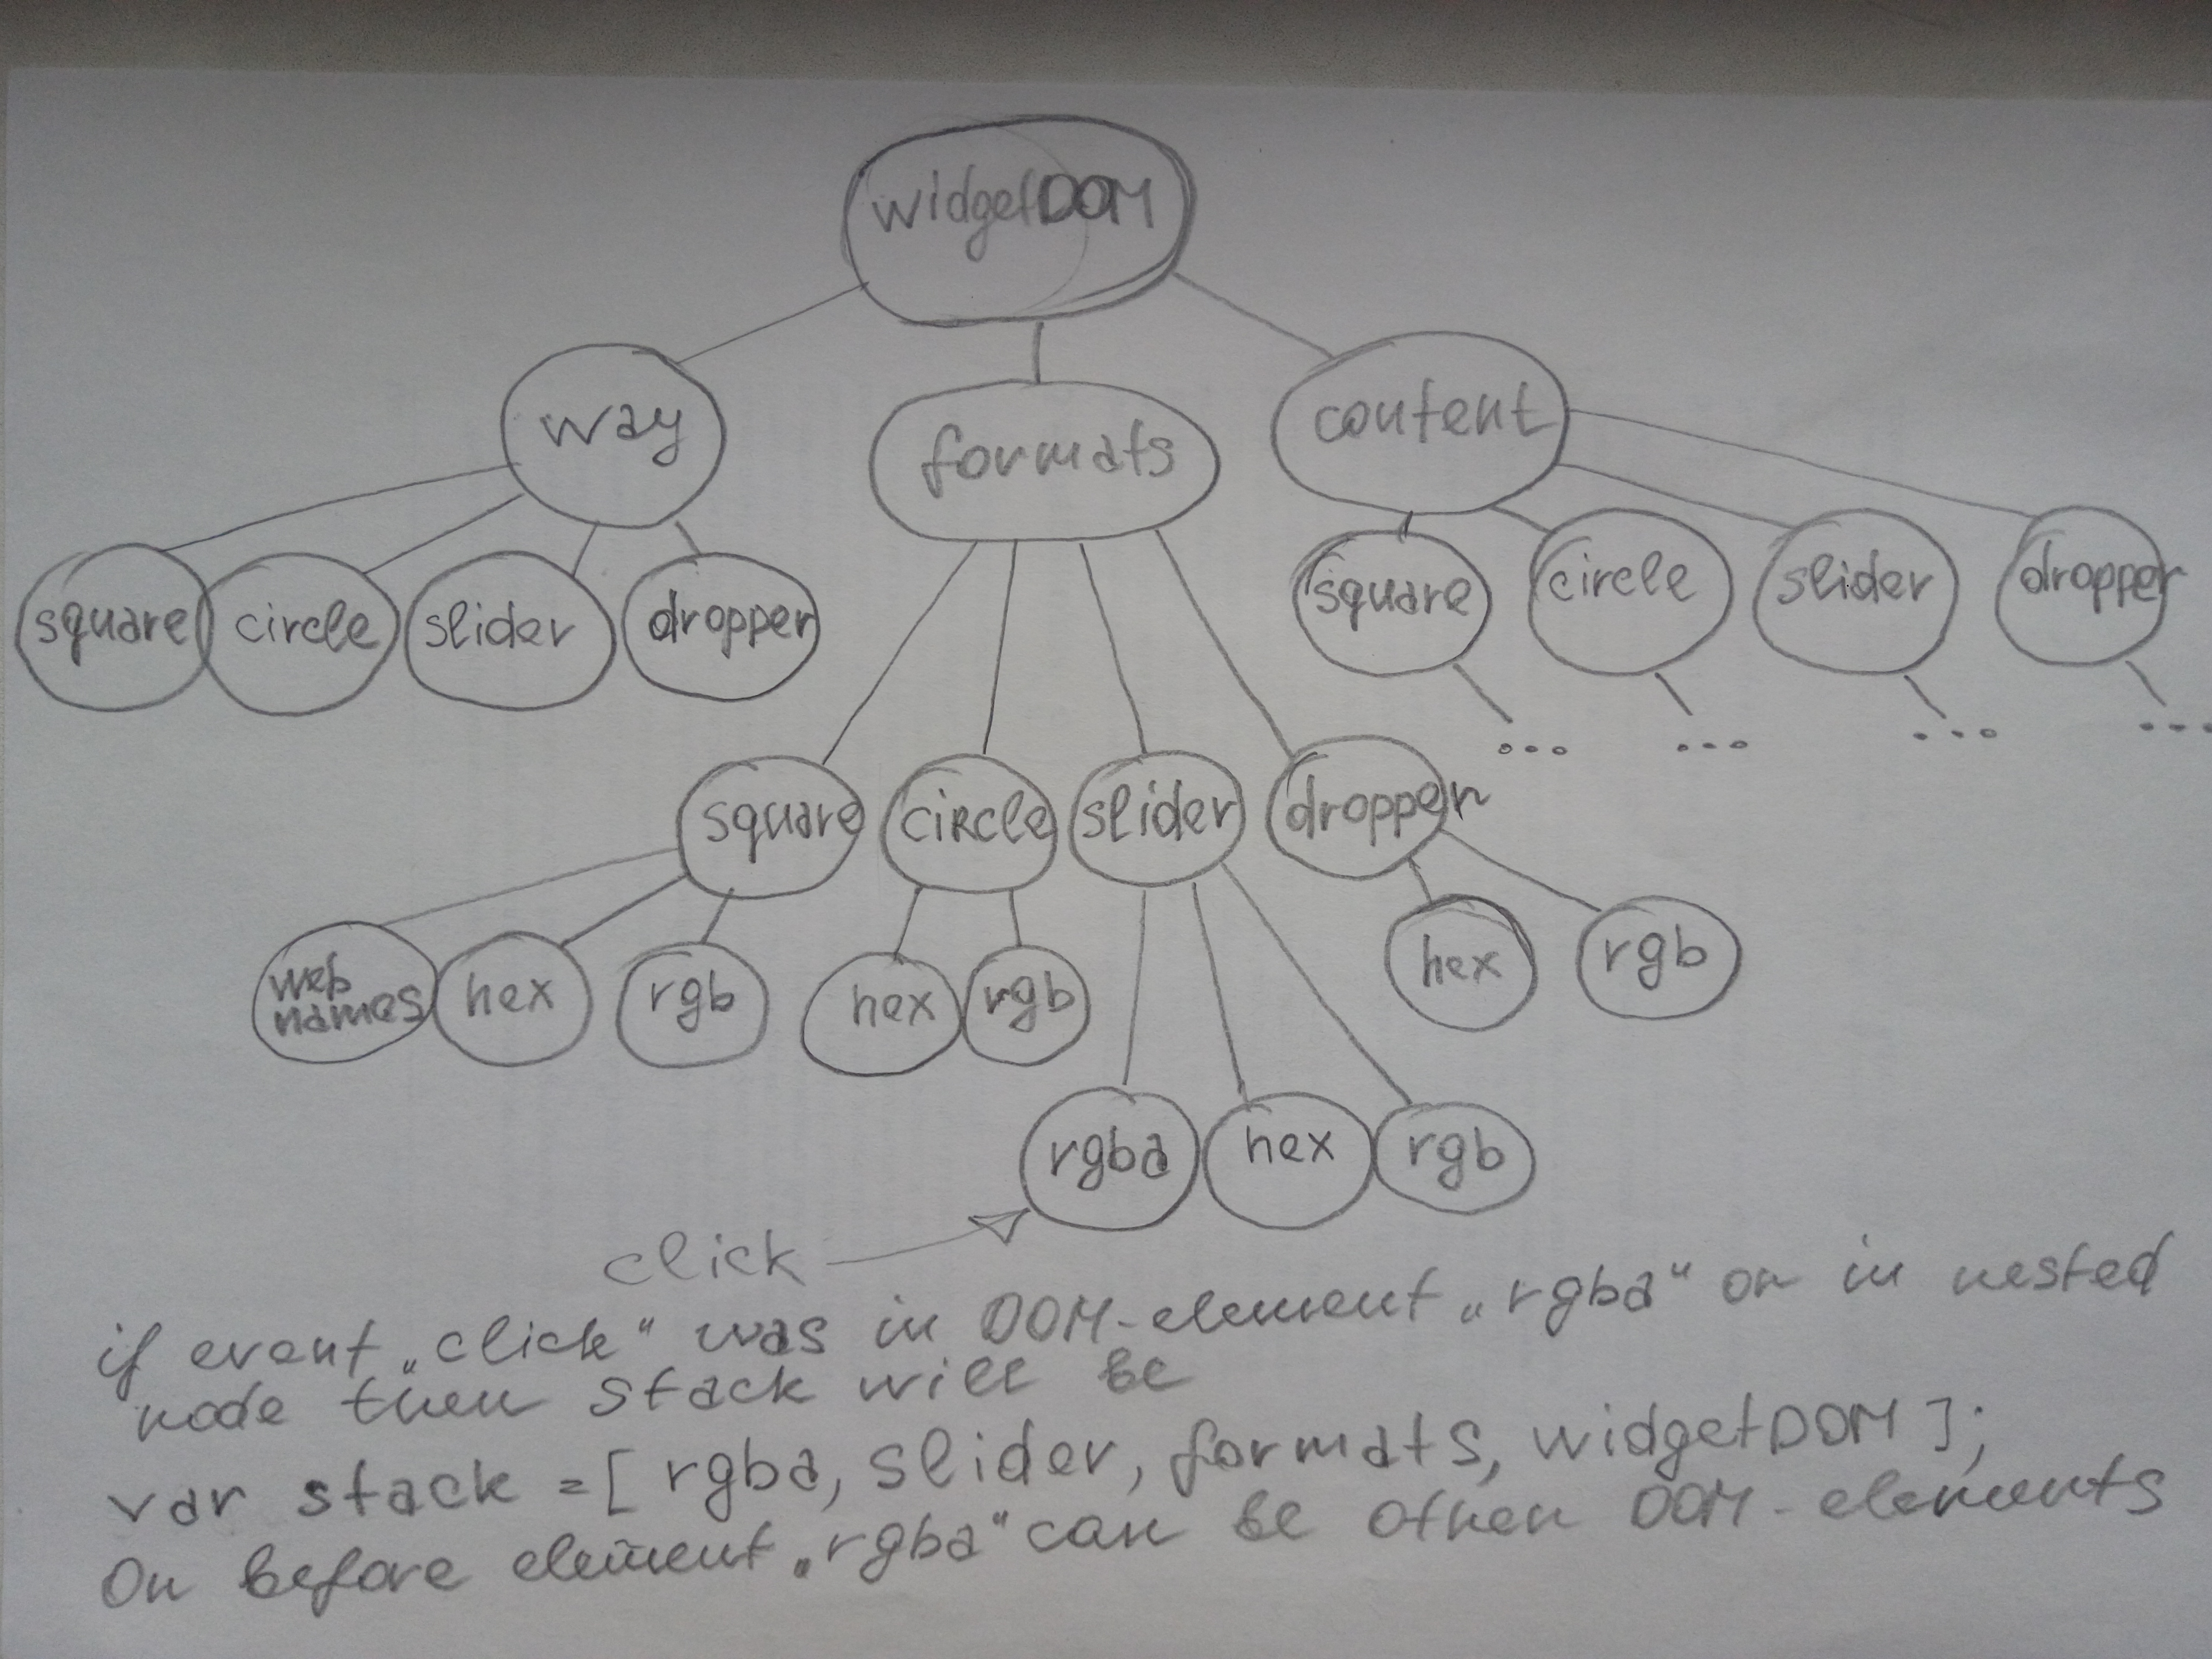 widgetDOM
way
formats
content
square circle slider dropper
square circle slider dropper
... ... ... ...
square circle slider dropper
web
names
hex rgb
hex rgb
hex rgb
rgba hex rgb
click
if event „click“ was in DOM-element „rgba“ or in nested
node then stack will be
var stack = [ rgba, slider, formats, widgetDOM ];
Or before element „rgba“ can be other DOM-elements